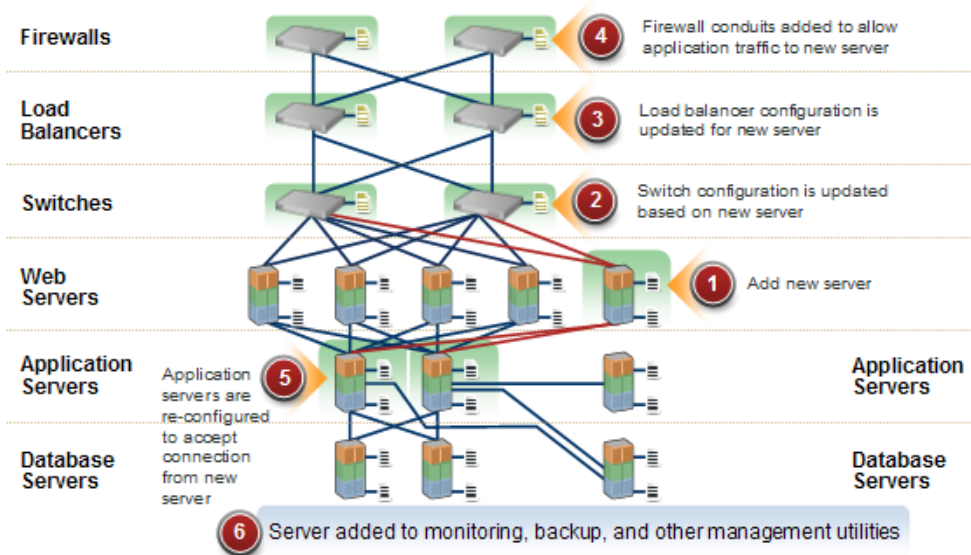 Firewalls
4
Firewall conduits added to allow
application traffic to new server
Load
Balancers
3
Load balancer configuration is
updated for new server
Switches
2
Switch configuration is updated
based on new server
Web
Servers
1
Add new server
Application
Servers
Application
servers are
re-configured
to accept
connection
from new
server
5
Application
Servers
Database
Servers
Database
Servers
6
Server added to monitoring, backup, and other management utilities